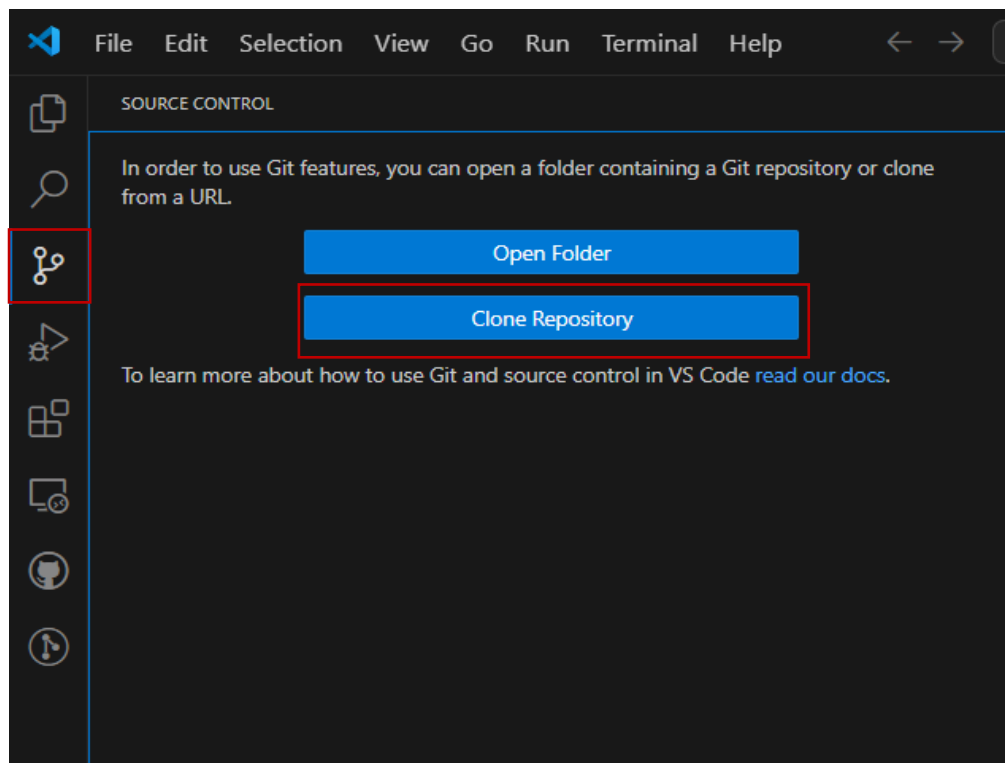 File Edit Selection View Go Run Terminal Help
SOURCE CONTROL
In order to use Git features, you can open a folder containing a Git repository or clone
from a URL.
Open Folder
Clone Repository
To learn more about how to use Git and source control in VS Code read our docs.